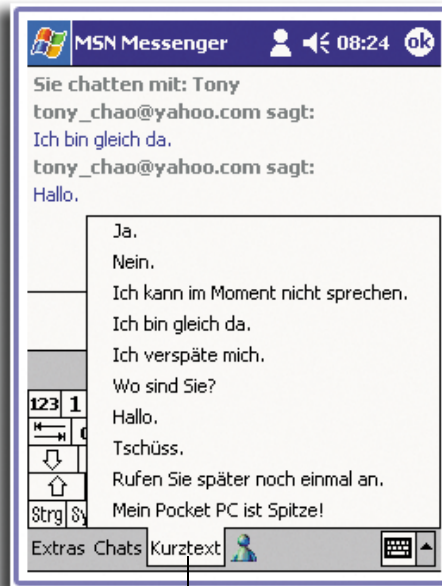 MSN Messenger 08:24 ok
Sie chatten mit: Tony
tony_chao@yahoo.com sagt:
Ich bin gleich da.
tony_chao@yahoo.com sagt:
Hallo.
Ja.
Nein.
Ich kann im Moment nicht sprechen.
Ich bin gleich da.
Ich verspäte mich.
Wo sind Sie?
Hallo.
Tschüss.
Rufen Sie später noch einmal an.
Mein Pocket PC ist Spitze!
123 1
Strg
Extras Chats Kurztext